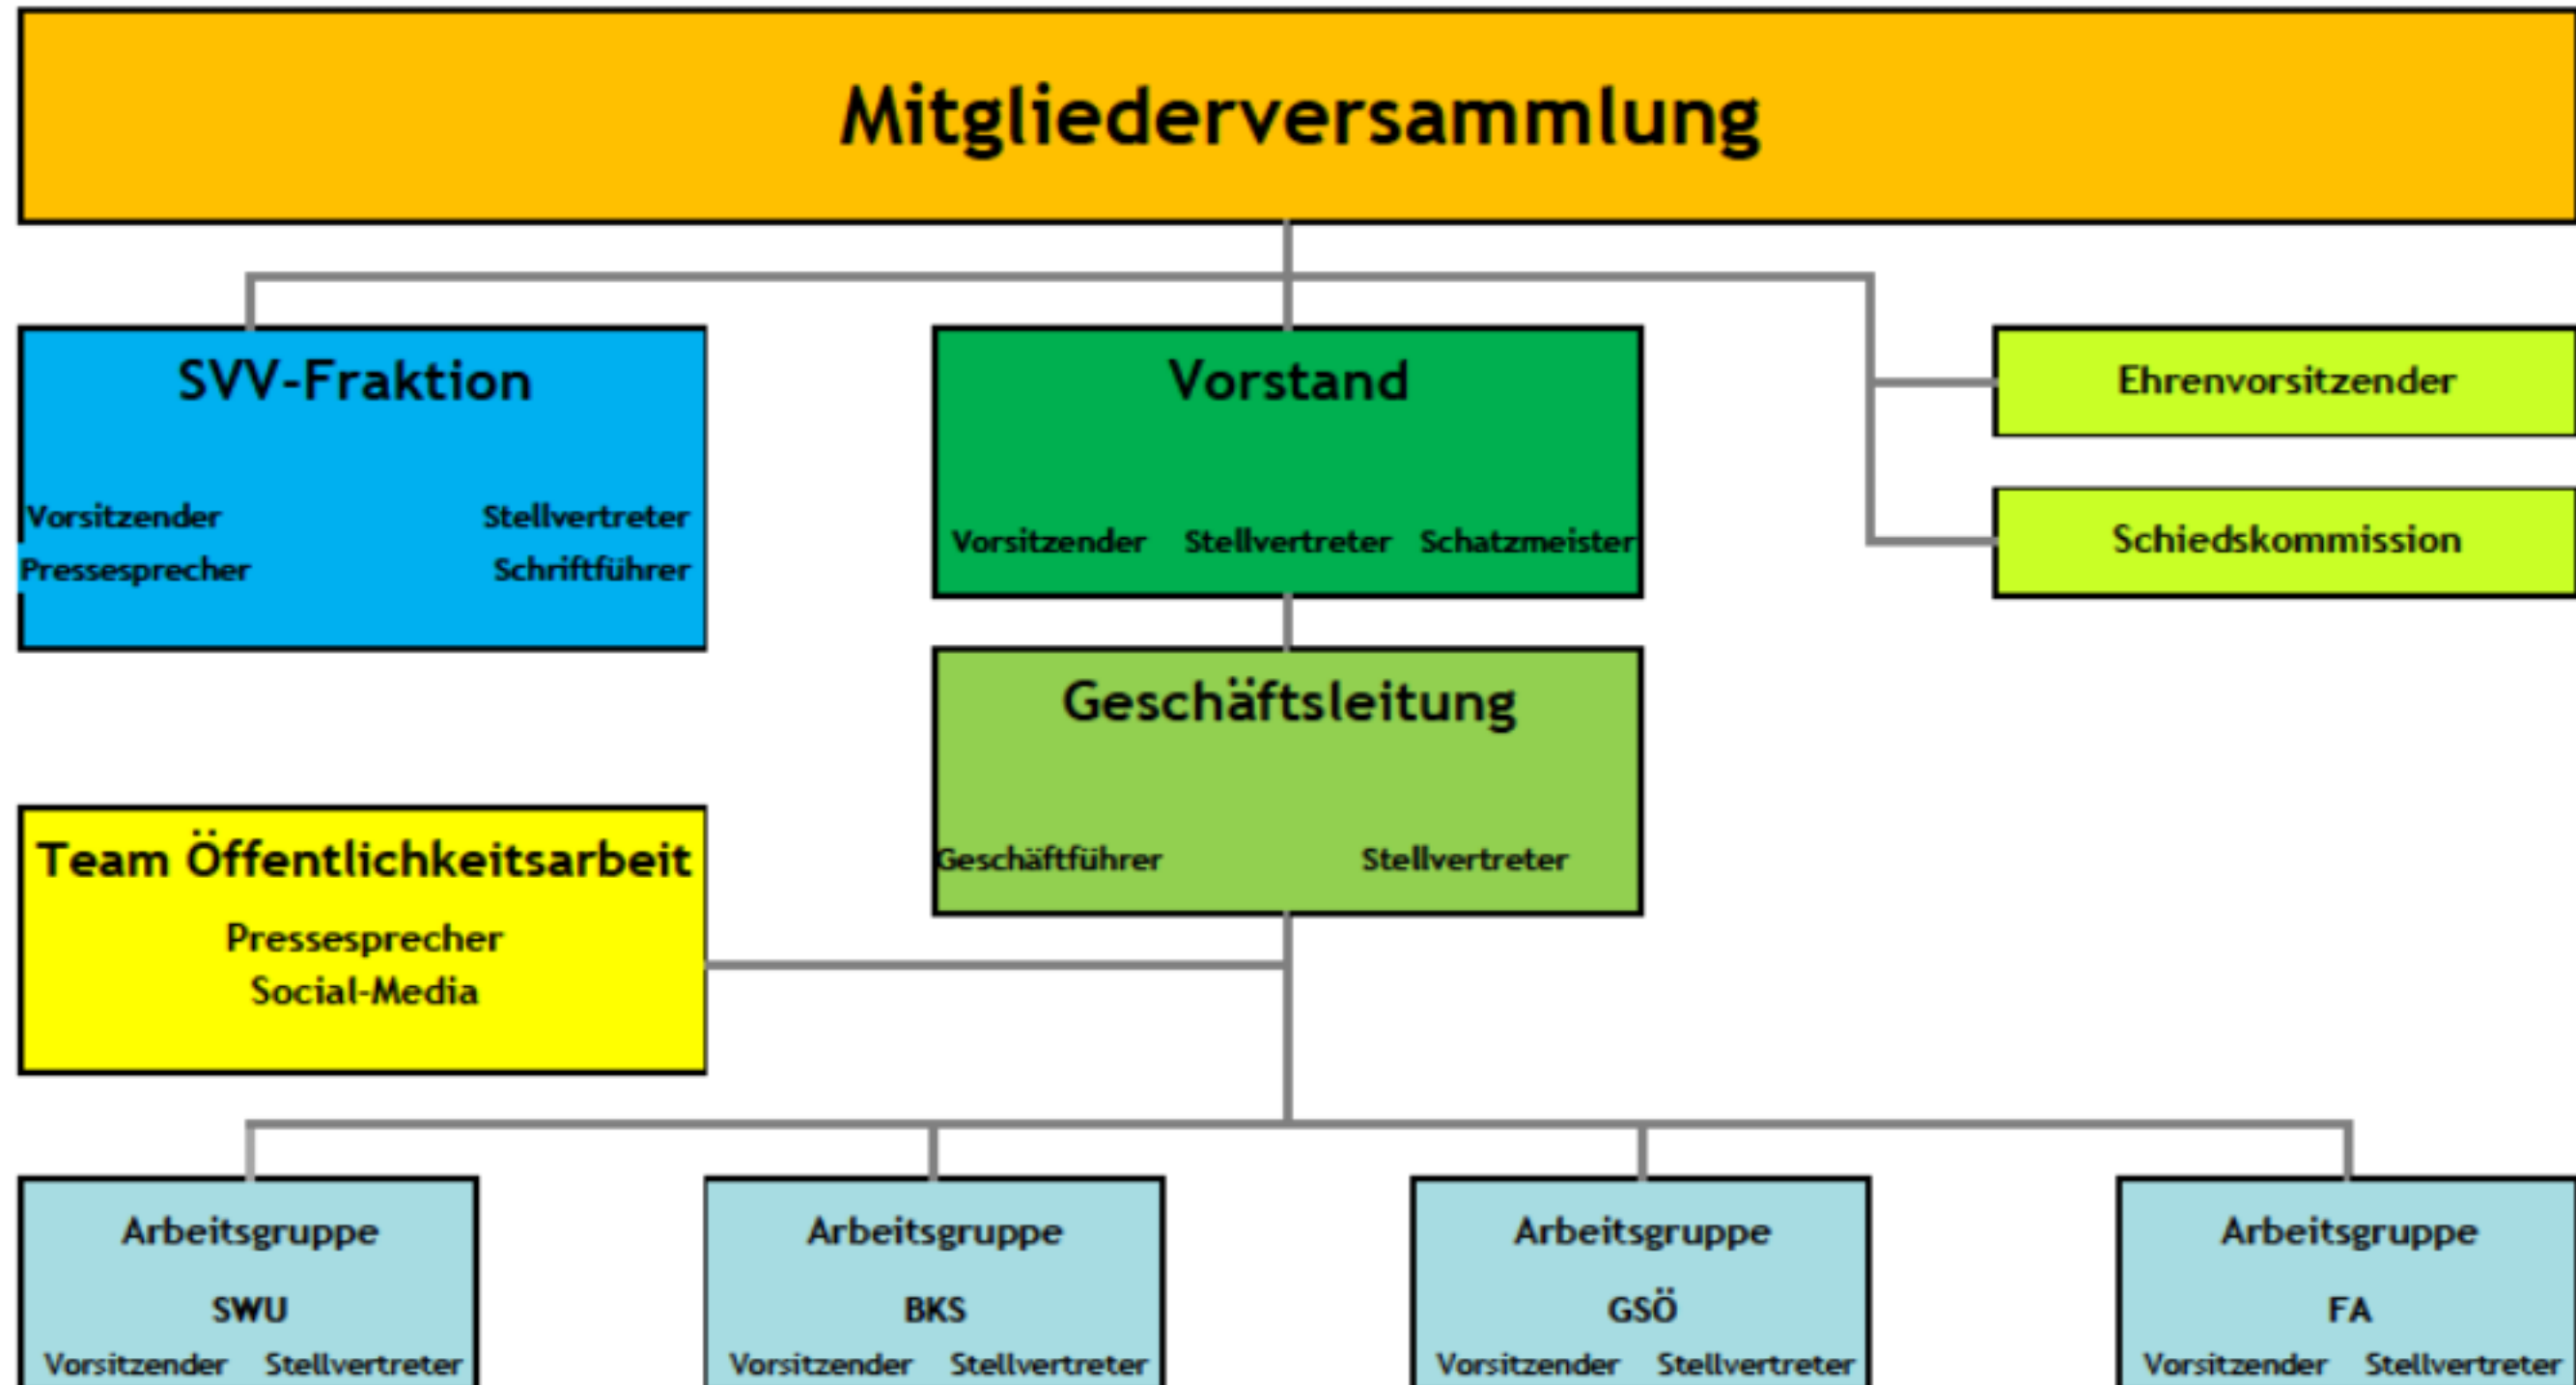 Mitgliederversammlung
SVV-Fraktion
Vorsitzender Stellvertreter
Pressesprecher Schriftführer
Vorstand
Vorsitzender Stellvertreter Schatzmeister
Ehrenvorsitzender
Schiedskommission
Geschäftsleitung
Geschäftführer Stellvertreter
Team Öffentlichkeitsarbeit
Pressesprecher
Social-Media
Arbeitsgruppe
SWU
Vorsitzender Stellvertreter
Arbeitsgruppe
BKS
Vorsitzender Stellvertreter
Arbeitsgruppe
GSÖ
Vorsitzender Stellvertreter
Arbeitsgruppe
FA
Vorsitzender Stellvertreter